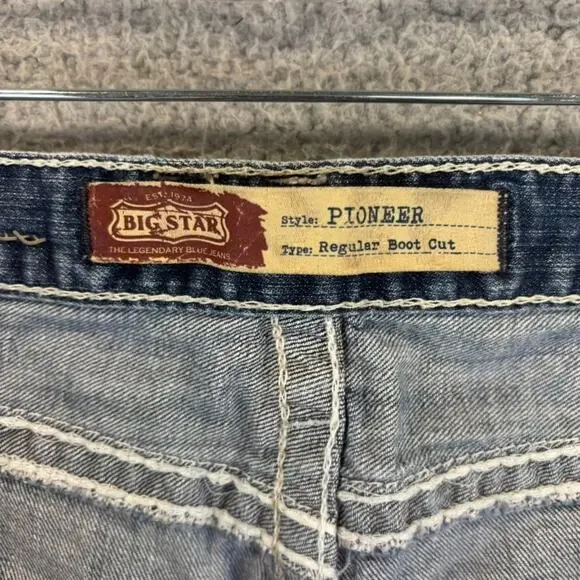 EST. 1974
BIG STAR
THE LEGENDARY BLUE JEANS
Style: PIONEER
Type: Regular Boot Cut